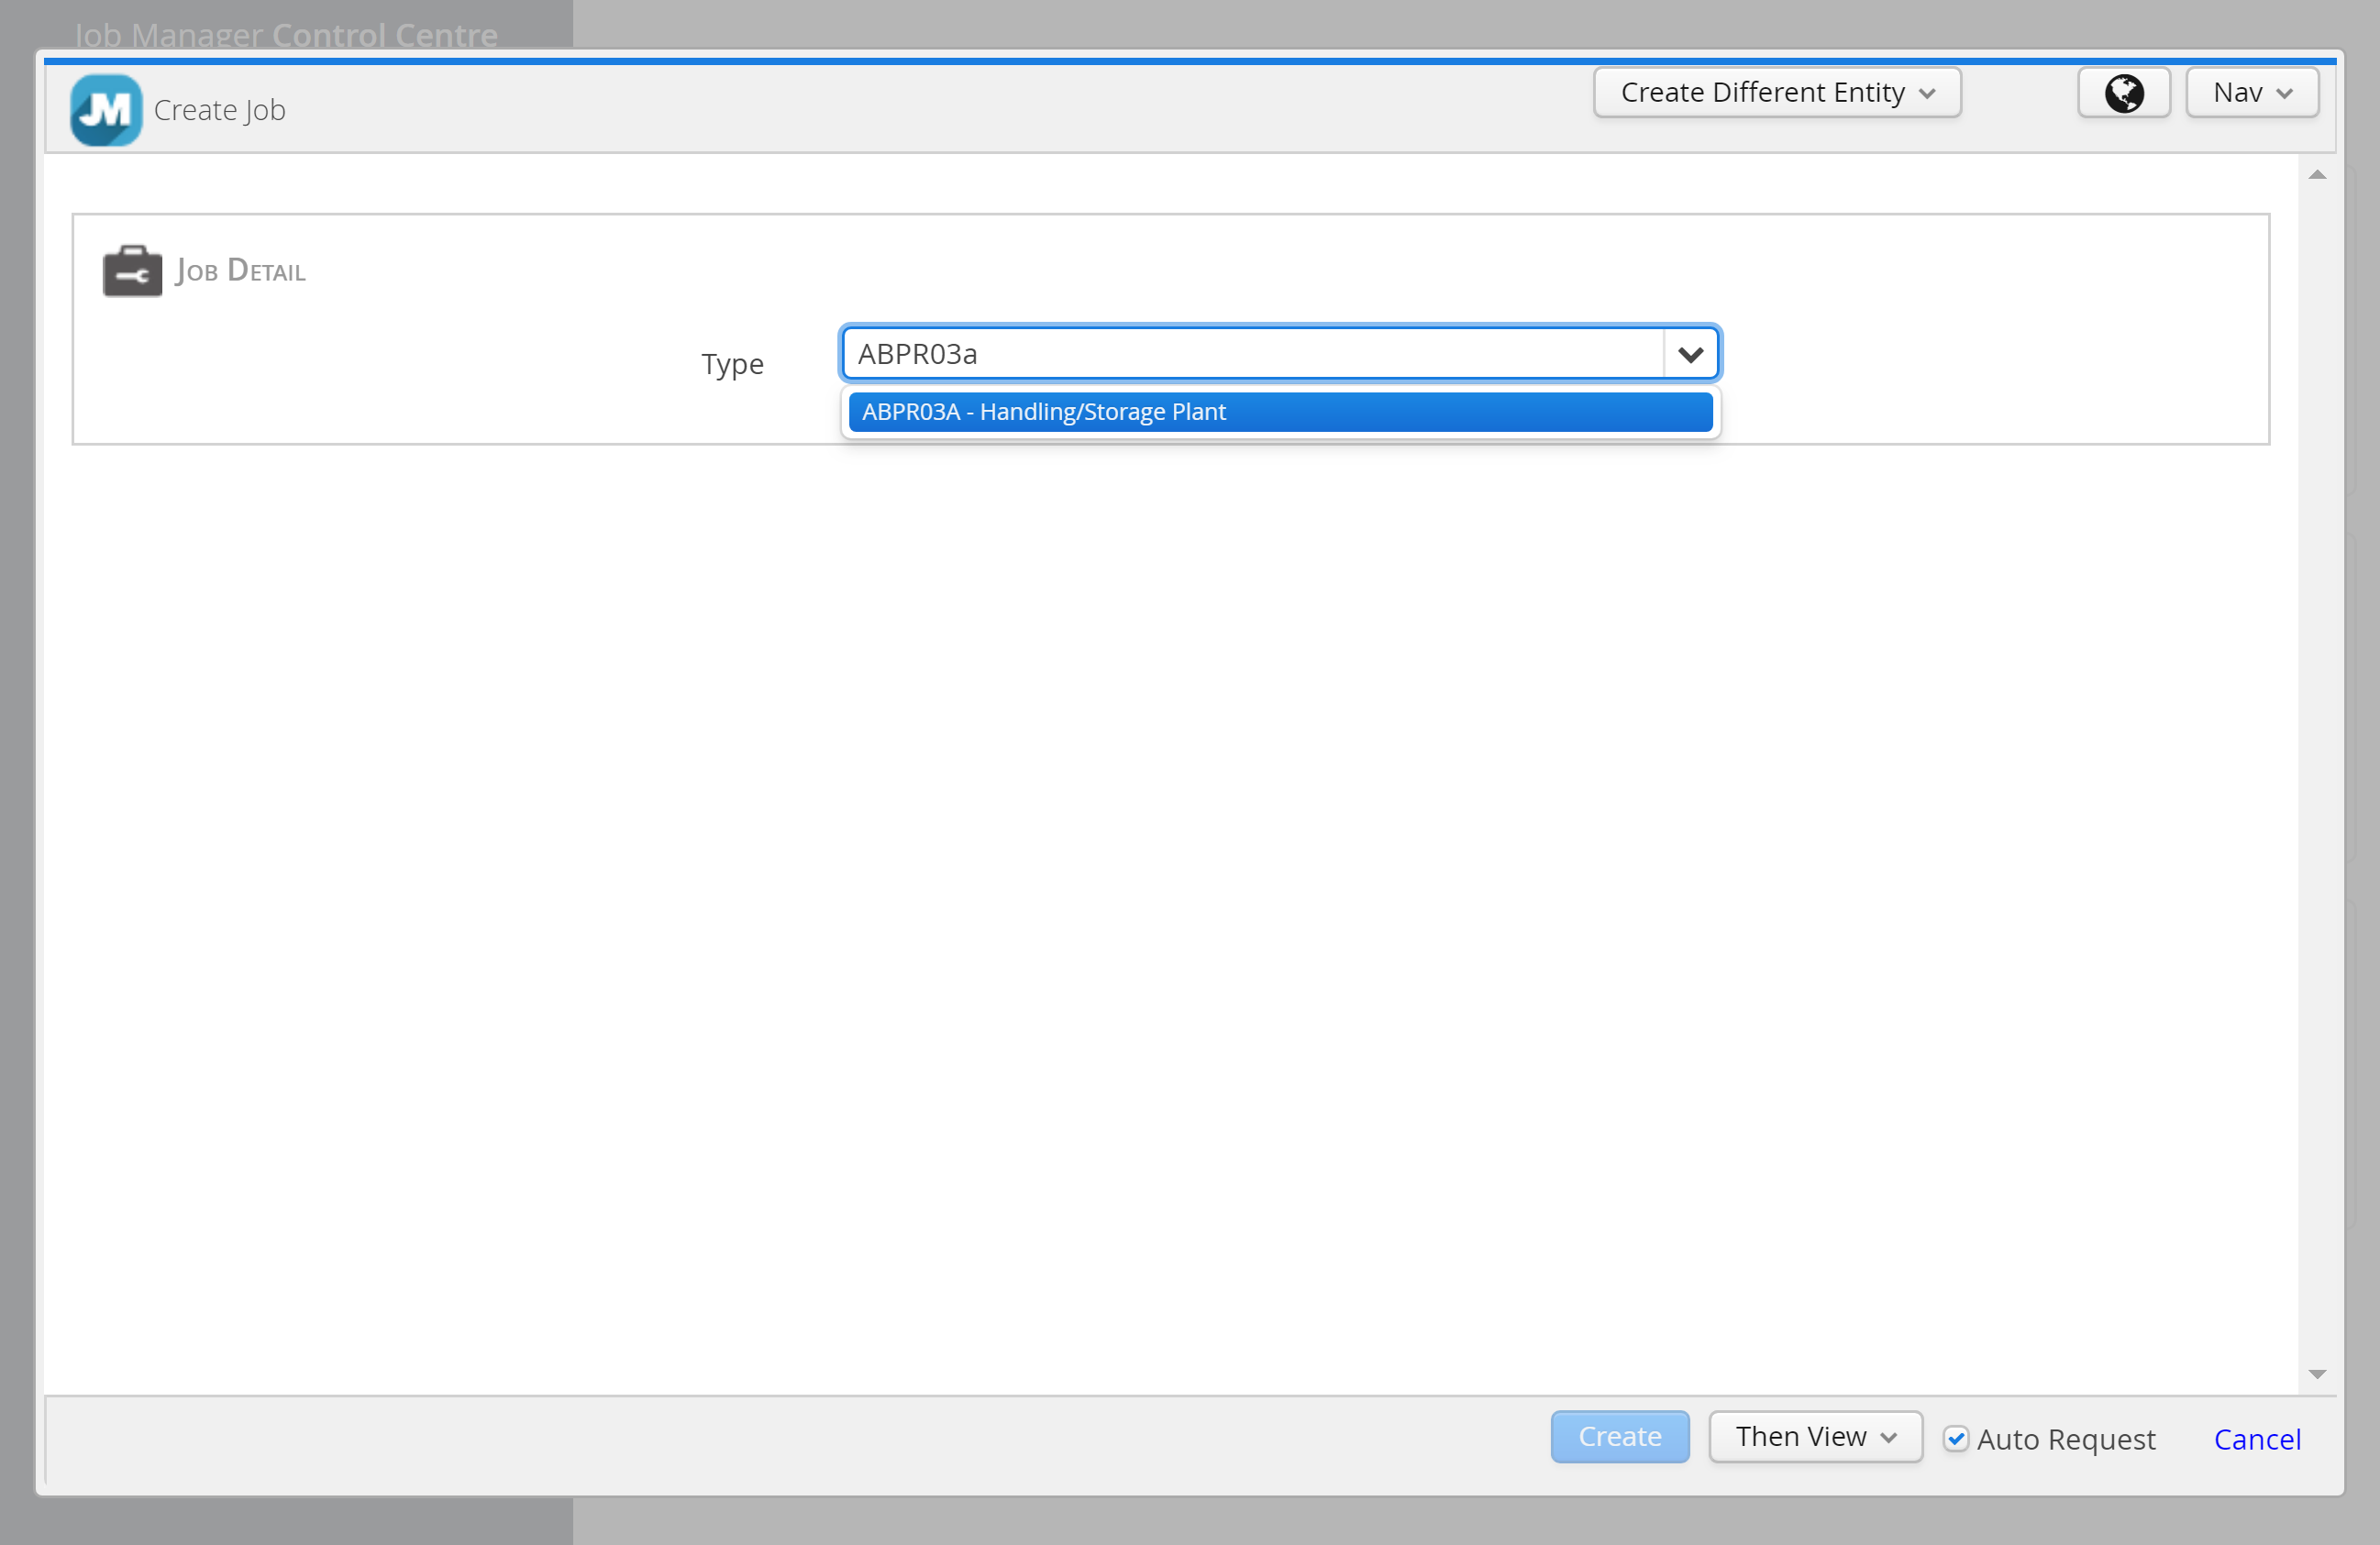 Job Manager Control Centre
JM
Create Job
Create Different Entity
Nav
Job Detail
Type
ABPR03a
ABPR03A - Handling/Storage Plant
Create
Then View
Auto Request
Cancel